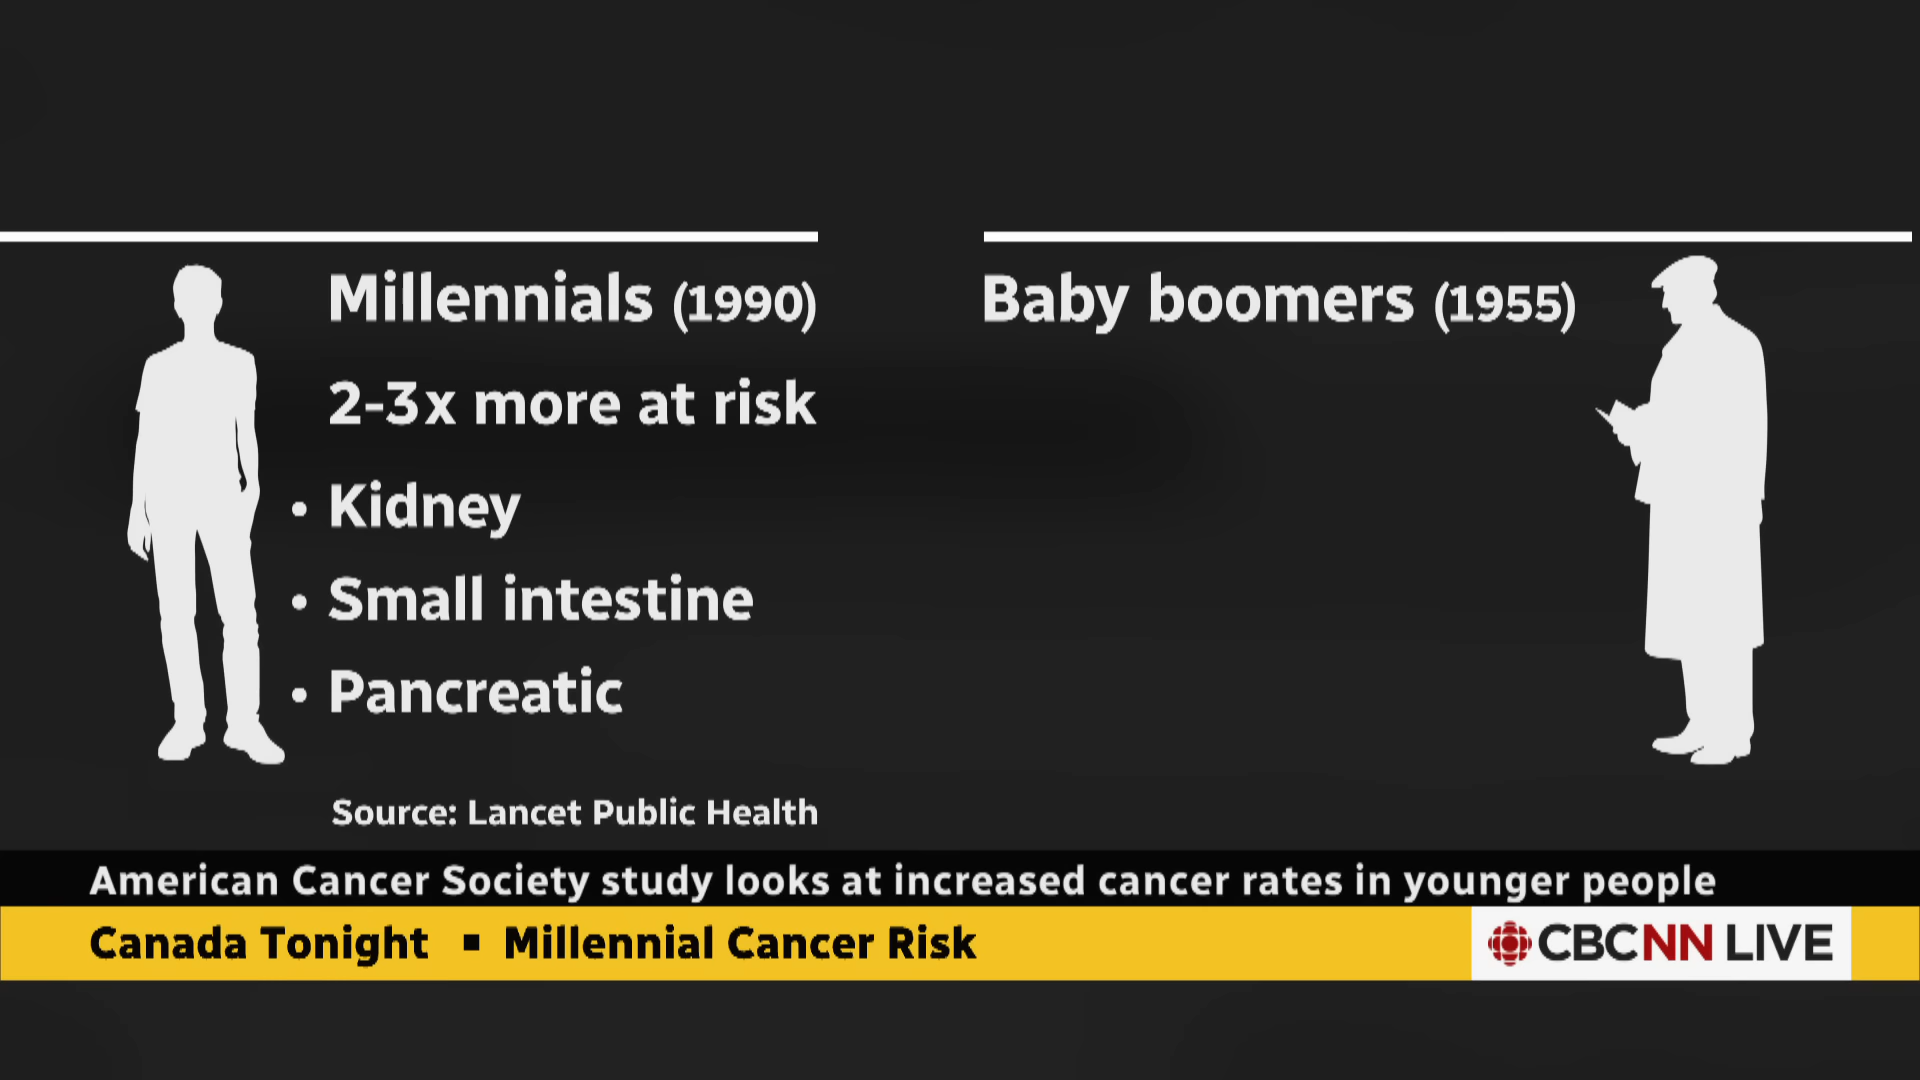 Millennials (1990)
2-3x more at risk
• Kidney
• Small intestine
• Pancreatic
Source: Lancet Public Health
Baby boomers (1955)
American Cancer Society study looks at increased cancer rates in younger people
Canada Tonight ▪ Millennial Cancer Risk
CBCNN LIVE